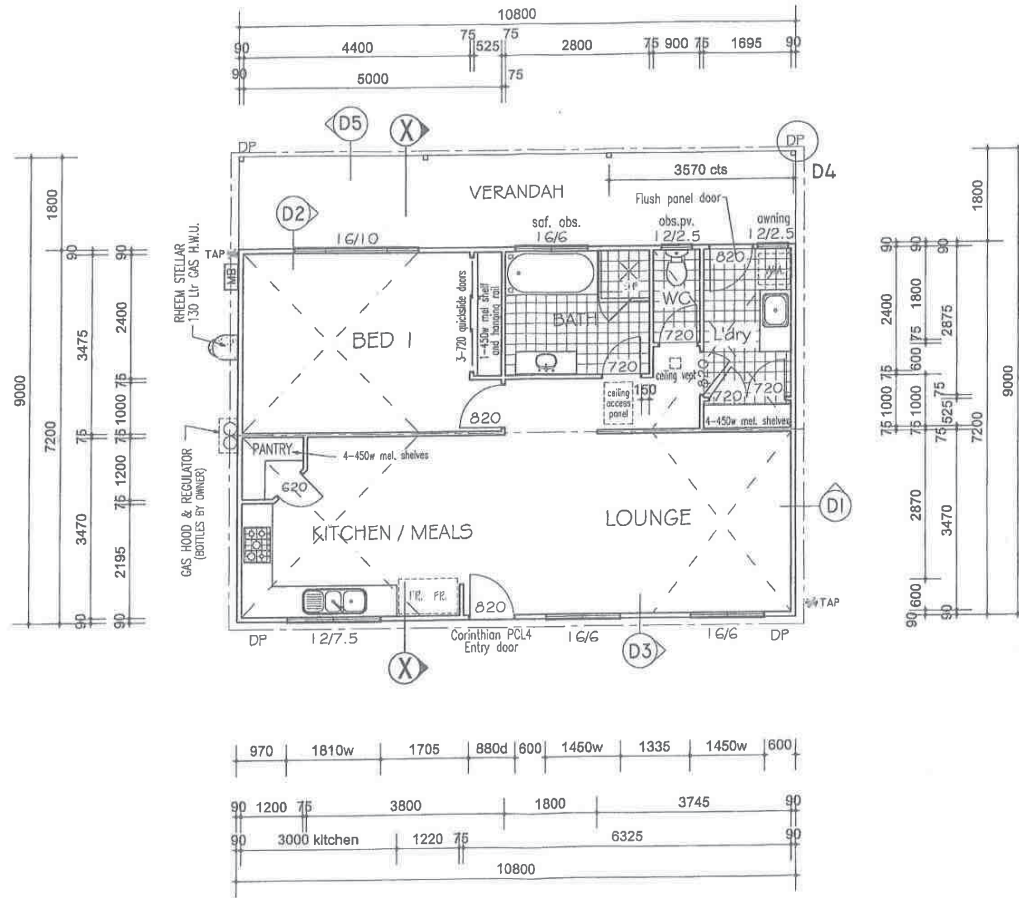 10800
90 4400 75 525 75 2800 75 900 75 1695 90
90 5000 75
D5
X
DP
DP
D4
3570 cts
VERANDAH
Flush panel door
D2
16/10
saf. obs.
16/6
obs.pv.
12/2.5
awning
12/2.5
TAP
MB
RHEEM STELLAR
130 Ltr GAS H.W.U.
BED 1
3-720 quickslide doors
1-450w mel shelf
and hanging rail
BATH
WC
L'dry
820
720
720
820
720
720
ceiling vent
ceiling
access
panel
150
820
4-450w mel. shelves
PANTRY
4-450w mel. shelves
620
GAS HOOD & REGULATOR
(BOTTLES BY OWNER)
KITCHEN / MEALS
LOUNGE
D1
FR.
820
TAP
DP
12/7.5
Corinthian PCL4
Entry door
16/6
D3
16/6
DP
X
9000
1800
7200
90 3475 75 3470 90
90 2400 75 1000 75 1200 75 2195 90
90 2400 75 1000 75 2870 600 90
90 1800 75 600 75 1000 75
90 2875 75 525 75 3470 90
1800
7200
9000
970 1810w 1705 880d 600 1450w 1335 1450w 600
90 1200 75 3800 1800 3745 90
90 3000 kitchen 1220 75 6325 90
10800